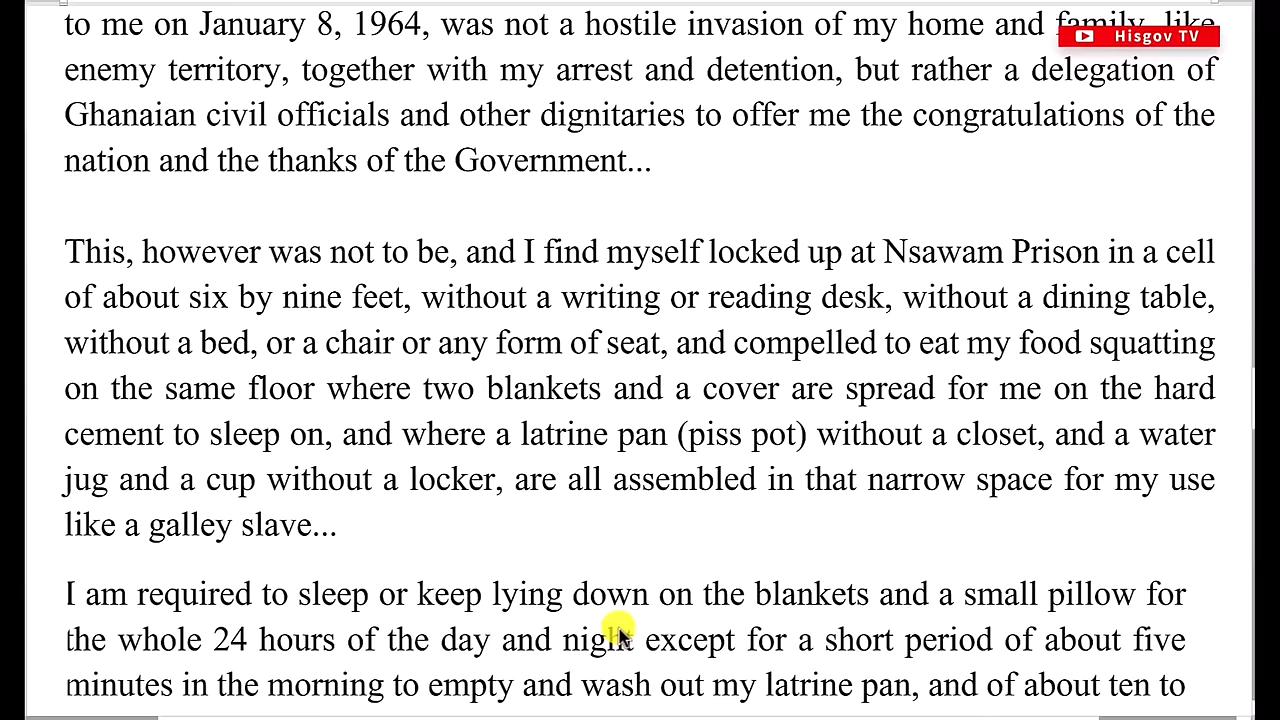 to me on January 8, 1964, was not a hostile invasion of my home and family, like
Hisgov TV
enemy territory, together with my arrest and detention, but rather a delegation of
Ghanaian civil officials and other dignitaries to offer me the congratulations of the
nation and the thanks of the Government...
This, however was not to be, and I find myself locked up at Nsawam Prison in a cell
of about six by nine feet, without a writing or reading desk, without a dining table,
without a bed, or a chair or any form of seat, and compelled to eat my food squatting
on the same floor where two blankets and a cover are spread for me on the hard
cement to sleep on, and where a latrine pan (piss pot) without a closet, and a water
jug and a cup without a locker, are all assembled in that narrow space for my use
like a galley slave...
I am required to sleep or keep lying down on the blankets and a small pillow for
the whole 24 hours of the day and night except for a short period of about five
minutes in the morning to empty and wash out my latrine pan, and of about ten to